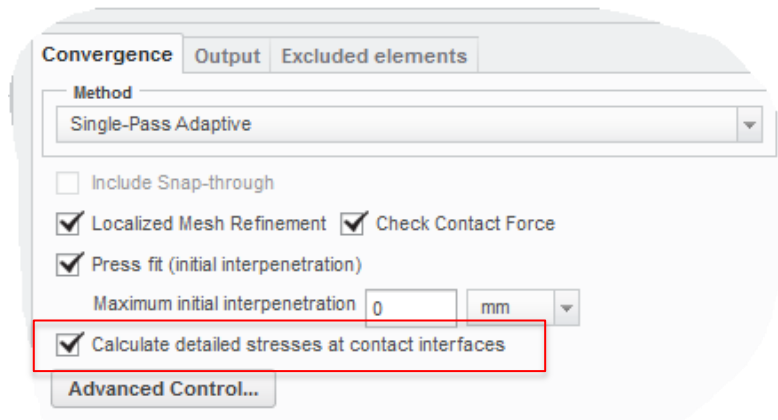 Convergence Output Excluded elements
Method
Single-Pass Adaptive
Include Snap-through
Localized Mesh Refinement Check Contact Force
Press fit (initial interpenetration)
Maximum initial interpenetration 0 mm
Calculate detailed stresses at contact interfaces
Advanced Control...